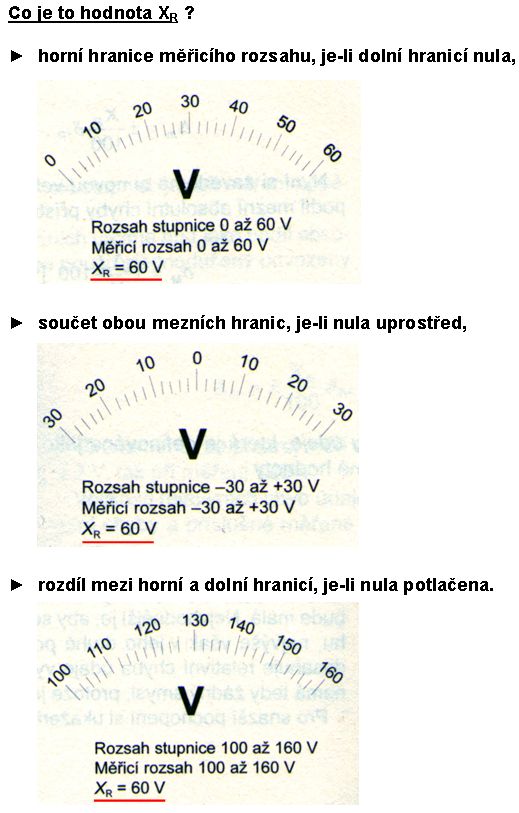 Co je to hodnota XR ?
► horní hranice měřicího rozsahu, je-li dolní hranicí nula,
0 10 20 30 40 50 60
V
Rozsah stupnice 0 až 60 V
Měřicí rozsah 0 až 60 V
XR = 60 V
► součet obou mezních hranic, je-li nula uprostřed,
30 20 10 0 10 20 30
V
Rozsah stupnice –30 až +30 V
Měřicí rozsah –30 až +30 V
XR = 60 V
► rozdíl mezi horní a dolní hranicí, je-li nula potlačena.
100 110 120 130 140 150 160
V
Rozsah stupnice 100 až 160 V
Měřicí rozsah 100 až 160 V
XR = 60 V